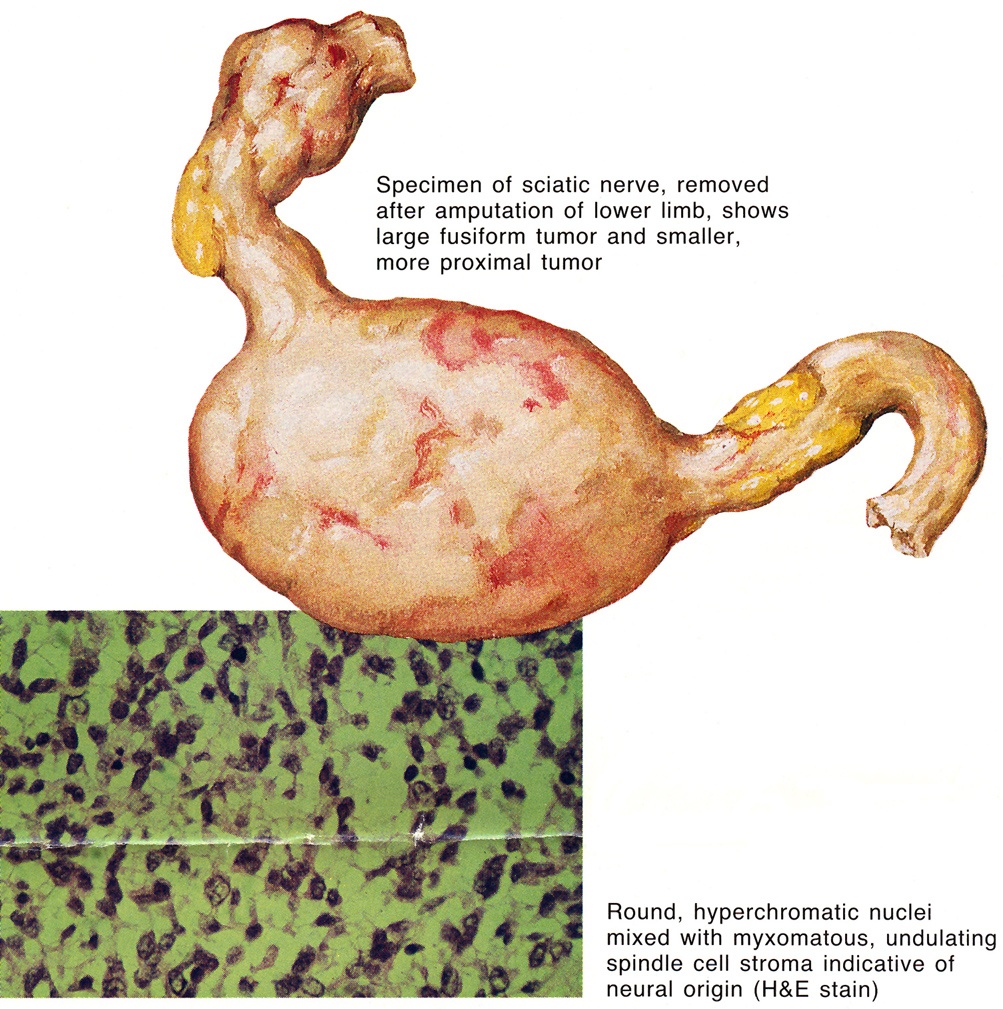 Specimen of sciatic nerve, removed
after amputation of lower limb, shows
large fusiform tumor and smaller,
more proximal tumor
Round, hyperchromatic nuclei
mixed with myxomatous, undulating
spindle cell stroma indicative of
neural origin (H&E stain)